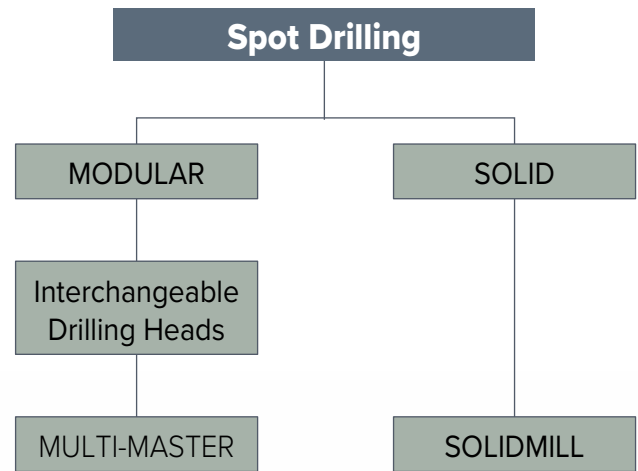 Spot Drilling
MODULAR
SOLID
Interchangeable
Drilling Heads
MULTI-MASTER
SOLIDMILL